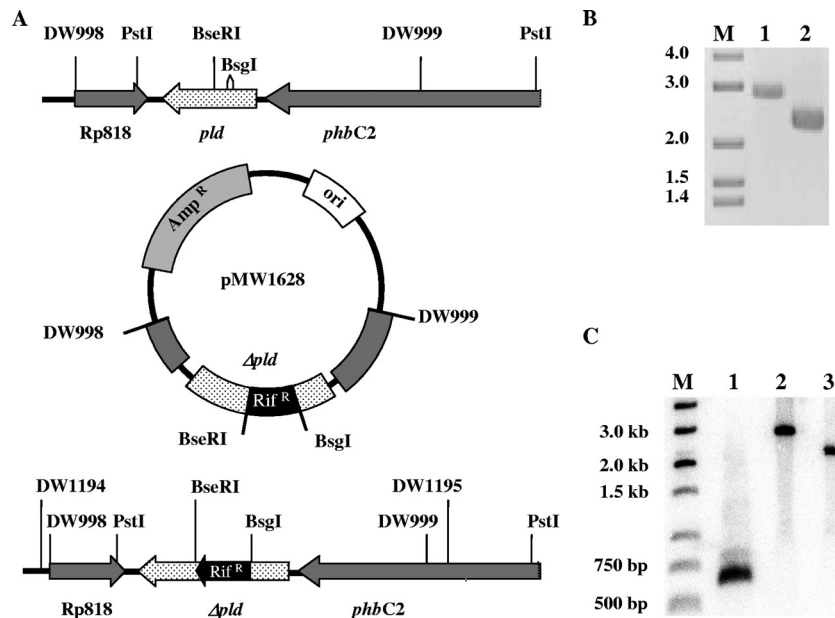 A
DW998 PstI BseRI DW999 PstI
BsgI
Rp818 pld phbC2
Amp R
ori
pMW1628
DW998
DW999
Δpld
Rif R
BseRI
BsgI
DW1194 BseRI DW1195
DW998 PstI BsgI DW999 PstI
Rif R
Rp818 Δpld phbC2
B
M 1 2
4.0
3.0
2.0
1.5
1.4
C
M 1 2 3
3.0 kb
2.0 kb
1.5 kb
750 bp
500 bp